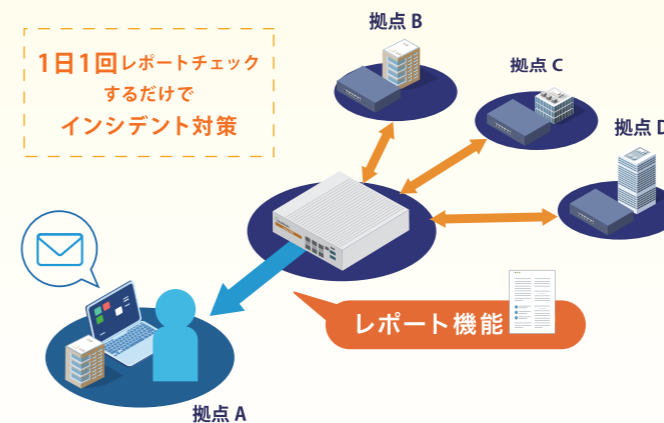 1日1回レポートチェック
するだけで
インシデント対策
拠点 B
拠点 C
拠点 D
レポート機能
拠点 A